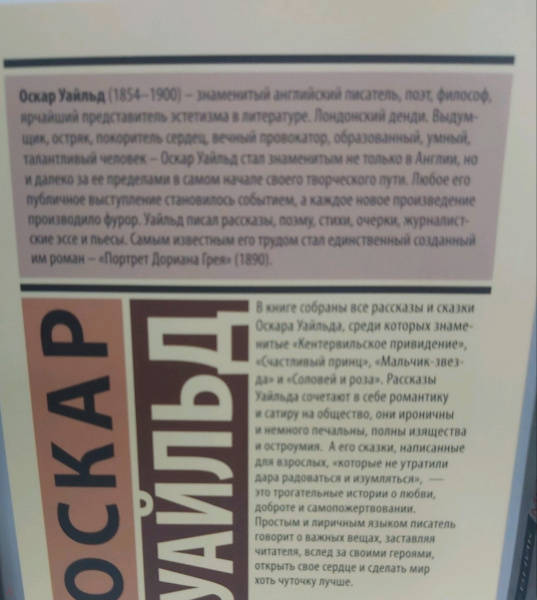 Оскар Уайльд (1854–1900) – знаменитый английский писатель, поэт, философ,
ярчайший представитель эстетизма в литературе. Лондонский денди. Выдум-
щик, остряк, покоритель сердец, вечный провокатор, образованный, умный,
талантливый человек – Оскар Уайльд стал знаменитым не только в Англии, но
и далеко за ее пределами в самом начале своего творческого пути. Любое его
публичное выступление становилось событием, а каждое новое произведение
производило фурор. Уайльд писал рассказы, поэму, стихи, очерки, журналист-
ские эссе и пьесы. Самым известным его трудом стал единственный созданный
им роман – «Портрет Дориана Грея» (1890).
ОСКАР
УАЙЛЬД
В книге собраны все рассказы и сказки
Оскара Уайльда, среди которых знаме-
нитые «Кентервильское привидение»,
«Счастливый принц», «Мальчик-звез-
да» и «Соловей и роза». Рассказы
Уайльда сочетают в себе романтику
и сатиру на общество, они ироничны
и немного печальны, полны изящества
и остроумия. А его сказки, написанные
для взрослых, «которые не утратили
дара радоваться и изумляться», —
это трогательные истории о любви,
доброте и самопожертвовании.
Простым и лиричным языком писатель
говорит о важных вещах, заставляя
читателя, вслед за своими героями,
открыть свое сердце и сделать мир
хоть чуточку лучше.